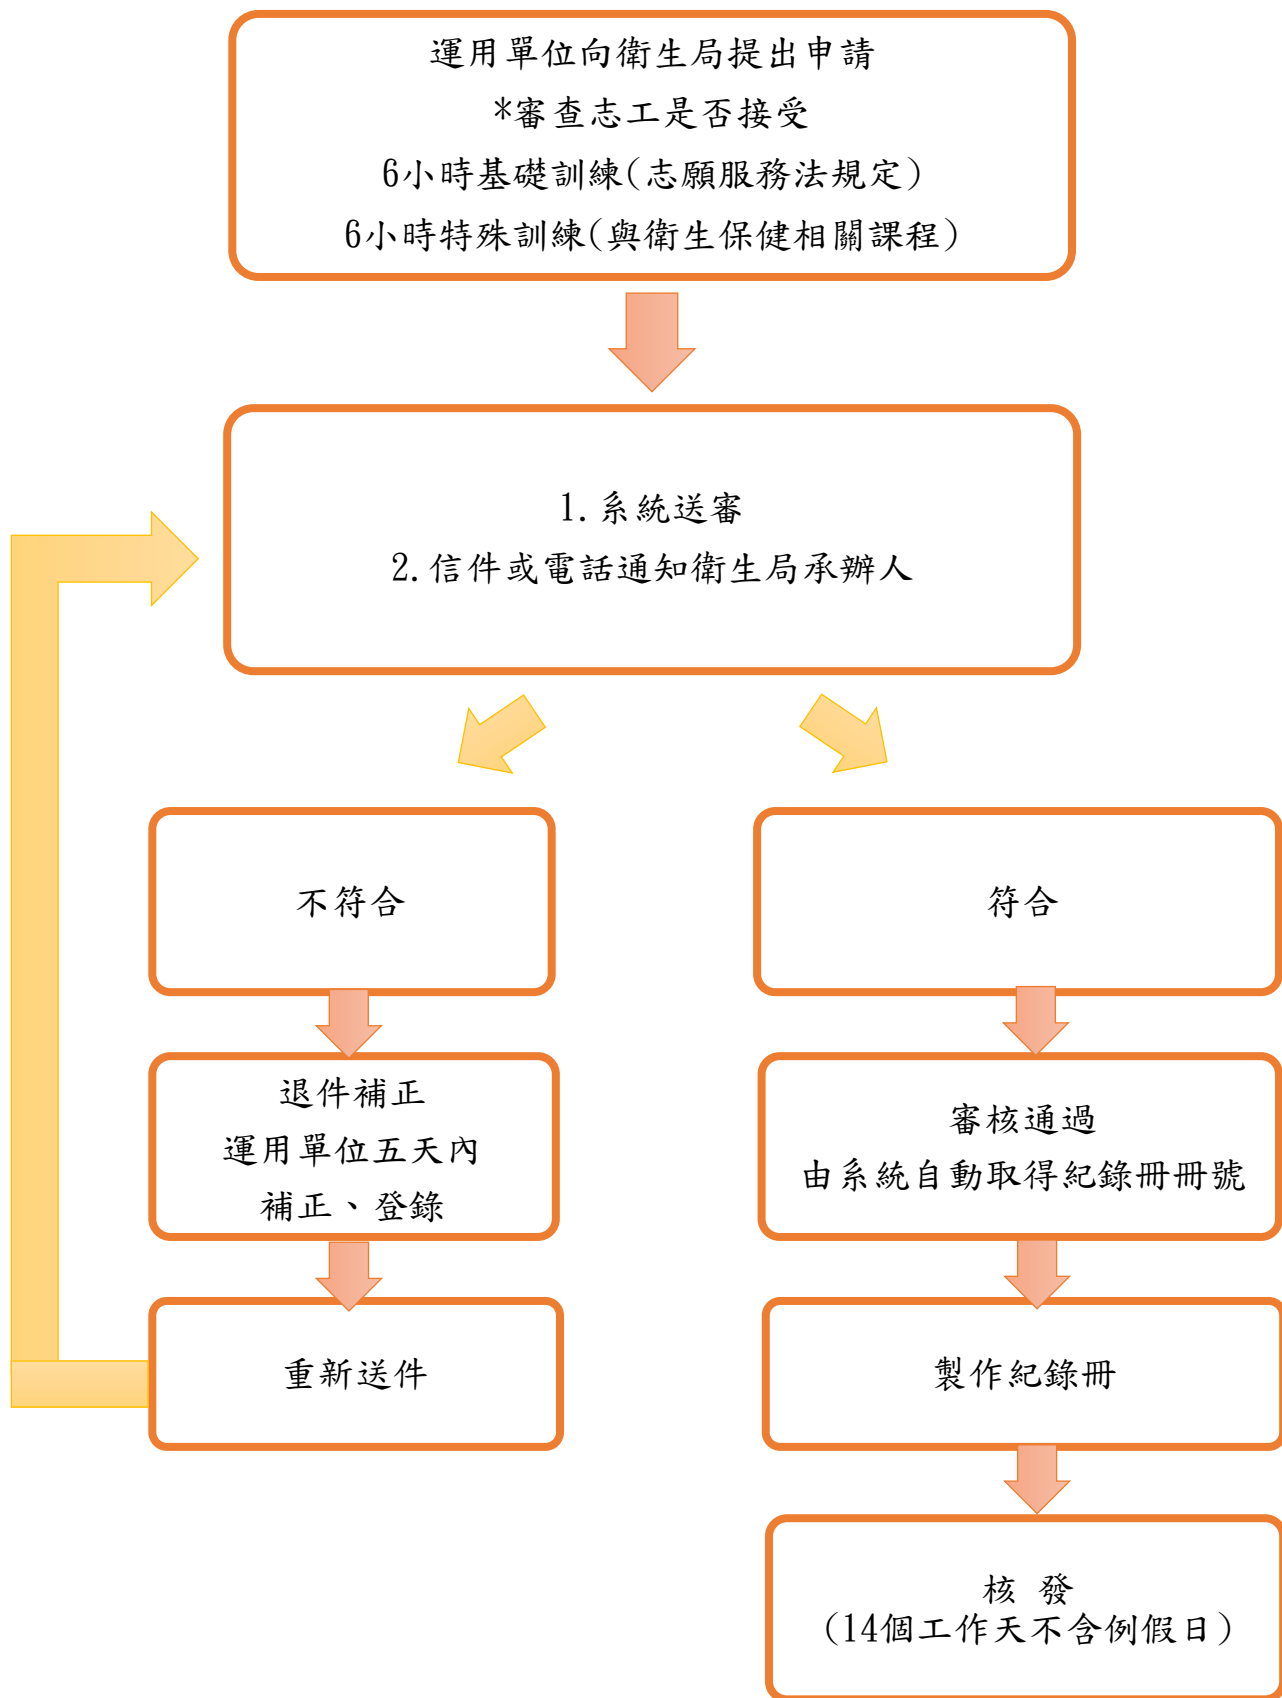 運用單位向衛生局提出申請
*審查志工是否接受
6小時基礎訓練(志願服務法規定)
6小時特殊訓練(與衛生保健相關課程)
1.系統送審
2.信件或電話通知衛生局承辦人
不符合
符合
退件補正
運用單位五天內
補正、登錄
審核通過
由系統自動取得紀錄冊冊號
重新送件
製作紀錄冊
核 發
(14個工作天不含例假日)